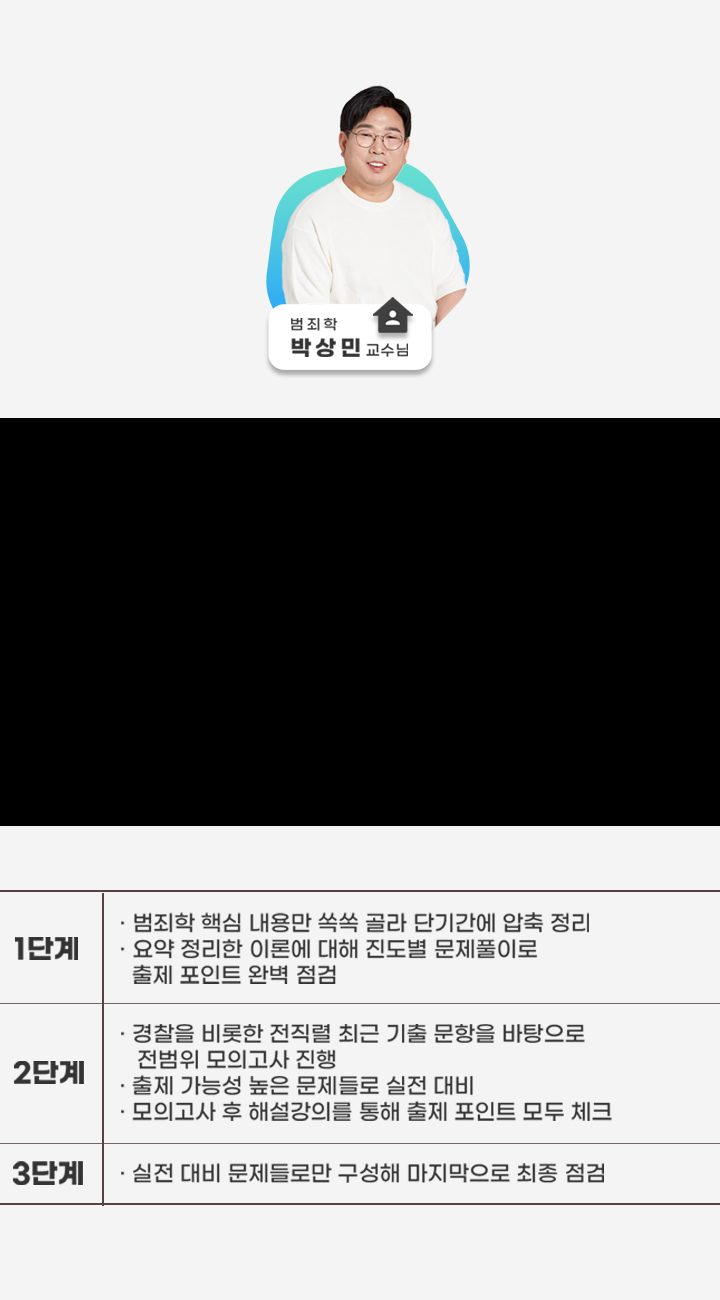 범죄학
박상민 교수님
1단계
· 범죄학 핵심 내용만 쏙쏙 골라 단기간에 압축 정리
· 요약 정리한 이론에 대해 진도별 문제풀이로
출제 포인트 완벽 점검
2단계
· 경찰을 비롯한 전직렬 최근 기출 문항을 바탕으로
전범위 모의고사 진행
· 출제 가능성 높은 문제들로 실전 대비
· 모의고사 후 해설강의를 통해 출제 포인트 모두 체크
3단계
· 실전 대비 문제들로만 구성해 마지막으로 최종 점검